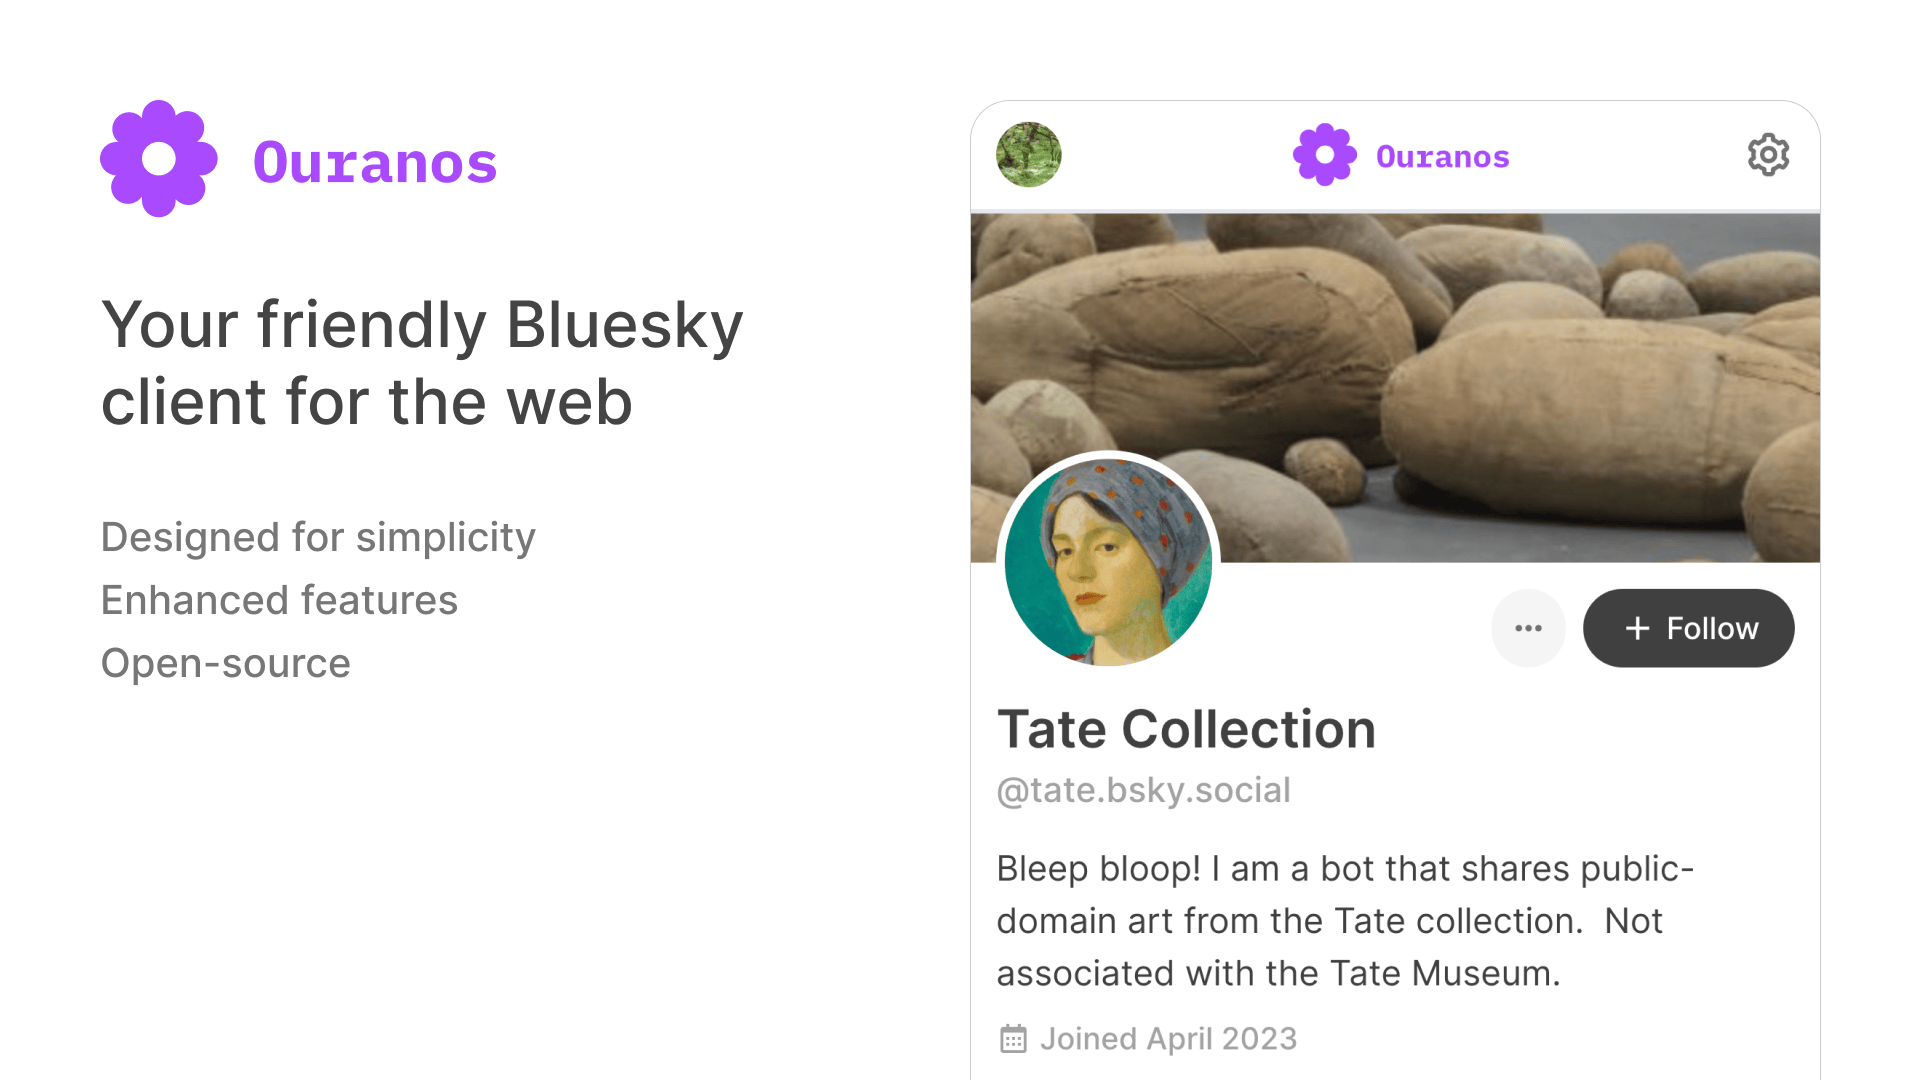 Ouranos
Your friendly Bluesky
client for the web
Designed for simplicity
Enhanced features
Open-source
Ouranos
Follow
Tate Collection
@tate.bsky.social
Bleep bloop! I am a bot that shares public-
domain art from the Tate collection.  Not
associated with the Tate Museum.
Joined April 2023